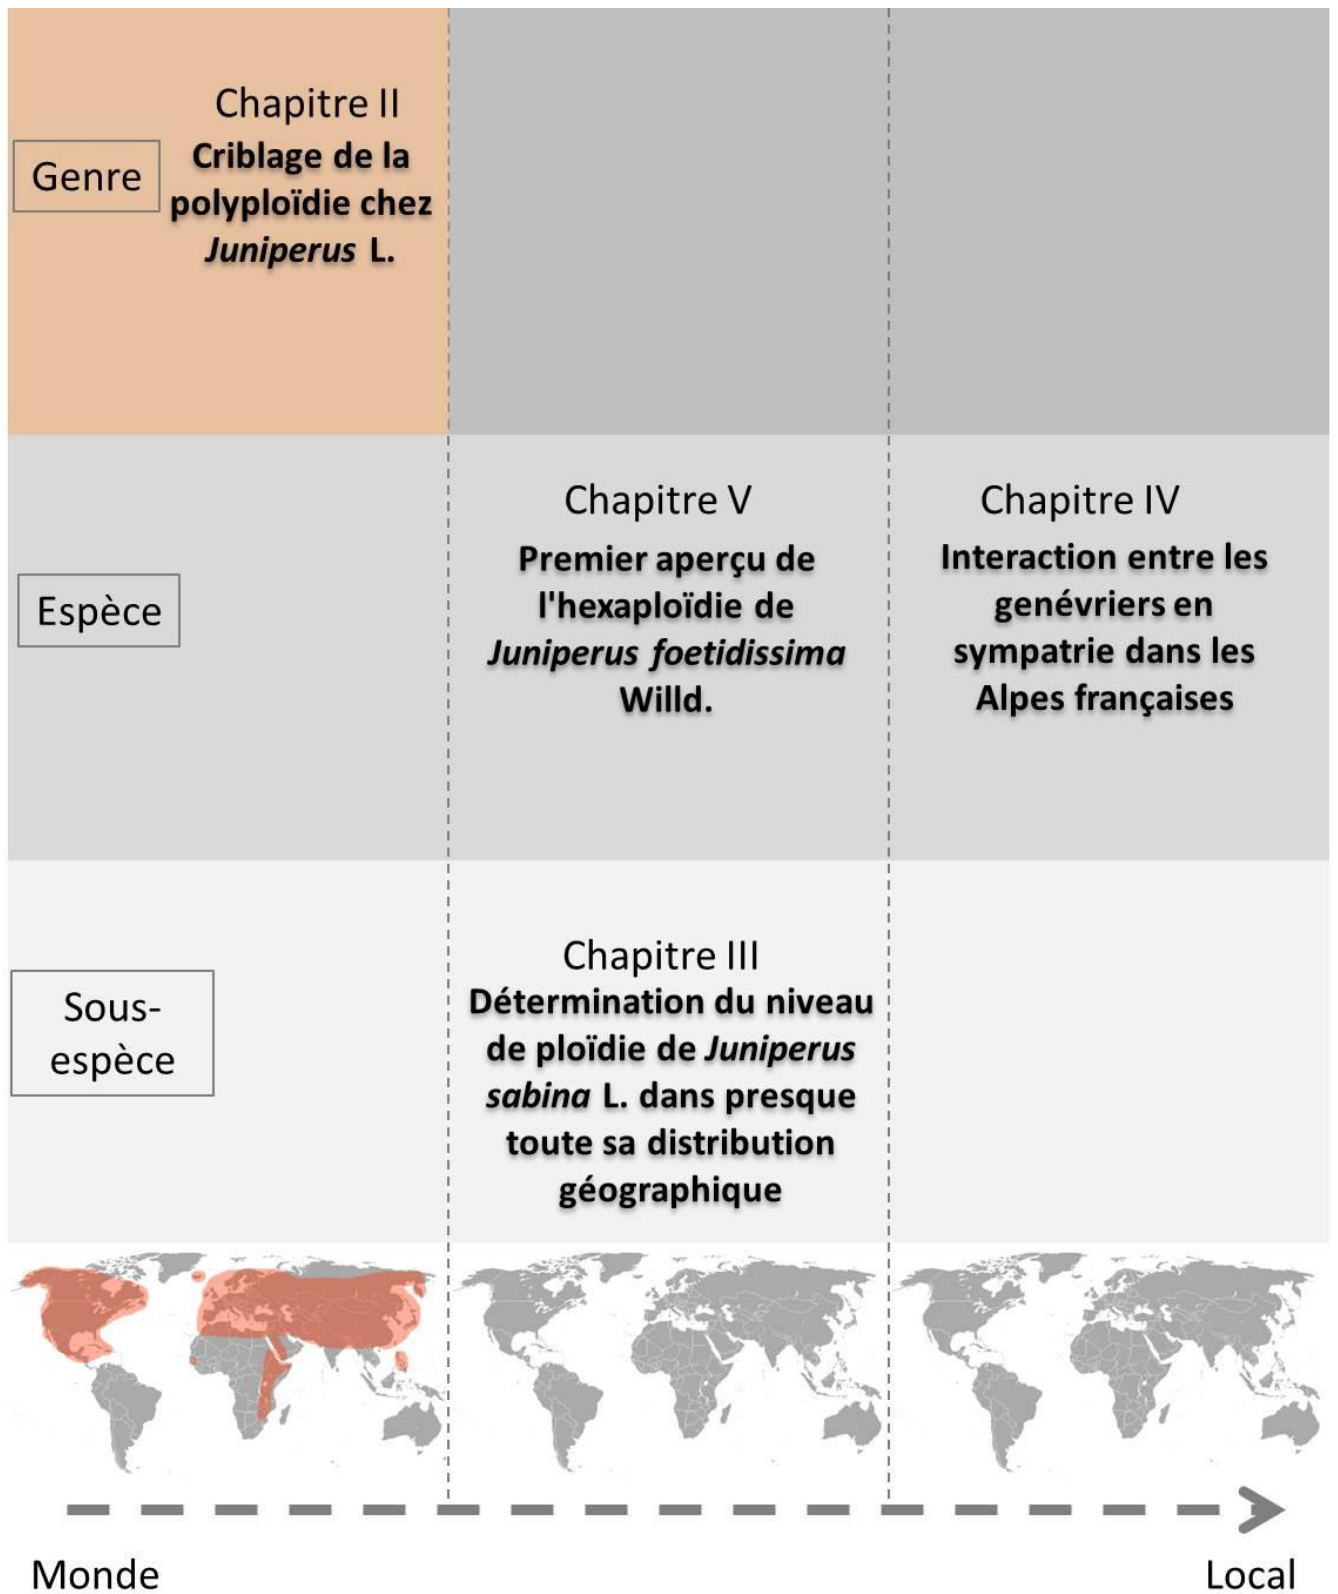 Genre
Chapitre II
Criblage de la
polyploïdie chez
Juniperus L.
Espèce
Chapitre V
Premier aperçu de
l'hexaploïdie de
Juniperus foetidissima
Willd.
Chapitre IV
Interaction entre les
genévriers en
sympatrie dans les
Alpes françaises
Sous-
espèce
Chapitre III
Détermination du niveau
de ploïdie de Juniperus
sabina L. dans presque
toute sa distribution
géographique
Monde
Local